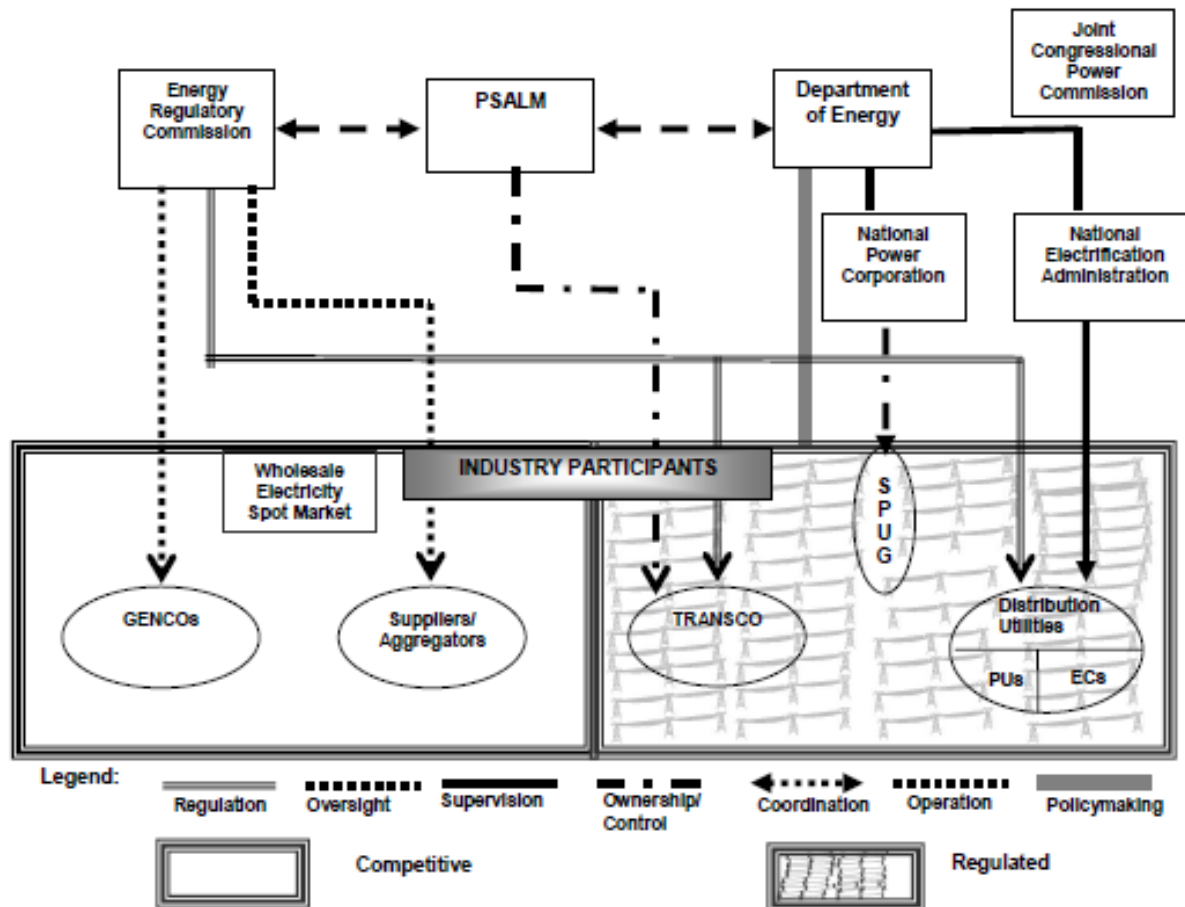 Joint
Congressional
Power
Commission
Energy
Regulatory
Commission
PSALM
Department
of Energy
National
Power
Corporation
National
Electrification
Administration
Wholesale
Electricity
Spot Market
INDUSTRY PARTICIPANTS
S
P
U
G
GENCOs
Suppliers/
Aggregators
TRANSCO
Distribution
Utilities
PUs
ECs
Legend:
Regulation
Oversight
Supervision
Ownership/
Control
Coordination
Operation
Policymaking
Competitive
Regulated